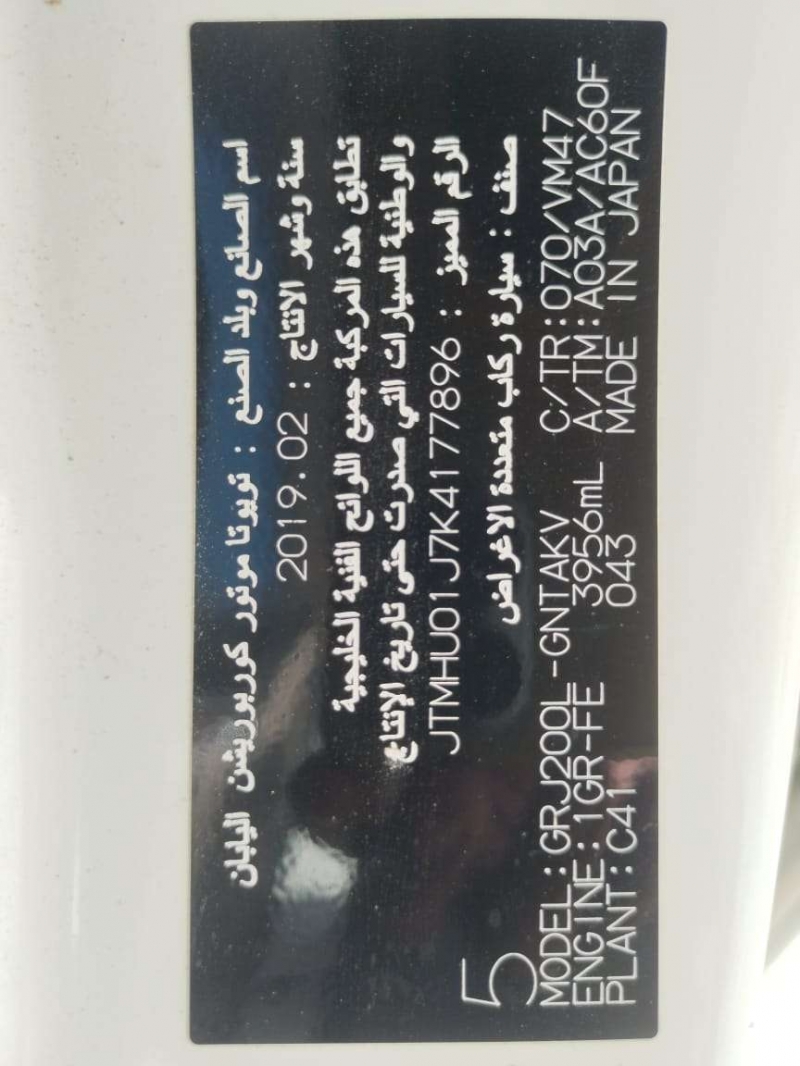 اسم الصانع وبلد الصنع : تويوتا موتور كوربوريشن اليابان
سنة وشهر الانتاج : 2019.02
تطابق هذه المركبة جميع اللوائح الفنية الخليجية
والوطنية للسيارات التي صدرت حتى تاريخ الإنتاج
الرقم المميز : JTMHU01J7K4177896
صنف : سيارة ركاب متعددة الاغراض
5
MODEL:GRJ200L-GNTAKV C/TR:070/VM47
ENGINE:1GR-FE 3956mL A/TM:A03A/AC60F
PLANT:C41 043 MADE IN JAPAN